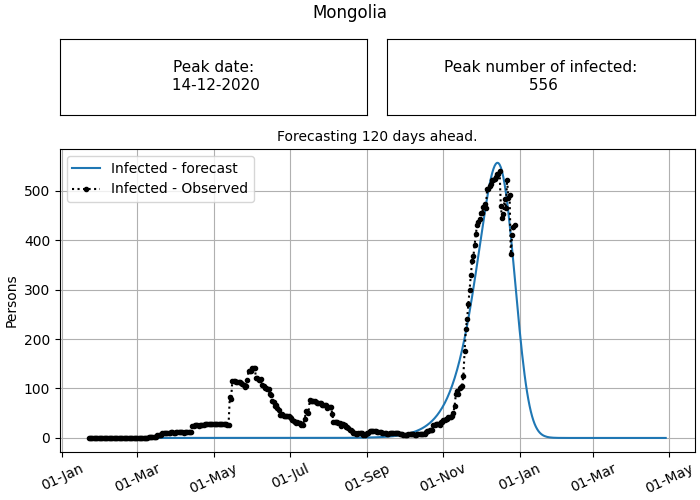 Mongolia
Peak date:
14-12-2020
Peak number of infected:
556
Forecasting 120 days ahead.
Infected - forecast
Infected - Observed
Persons
500
400
300
200
100
0
01-Jan
01-Mar
01-May
01-Jul
01-Sep
01-Nov
01-Jan
01-Mar
01-May